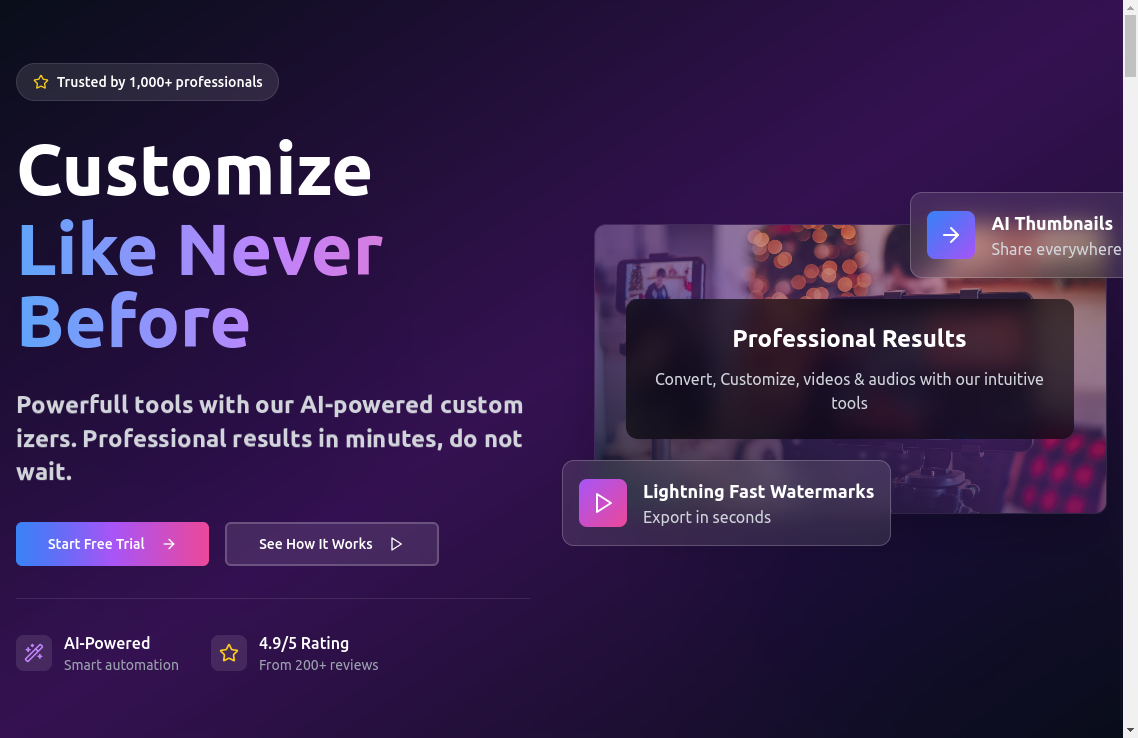 Trusted by 1,000+ professionals
Customize
Like Never
Before
Powerfull tools with our AI-powered custom
izers. Professional results in minutes, do not
wait.
Start Free Trial
See How It Works
AI-Powered
Smart automation
4.9/5 Rating
From 200+ reviews
AI Thumbnails
Share everywhere
Professional Results
Convert, Customize, videos & audios with our intuitive
tools
Lightning Fast Watermarks
Export in seconds